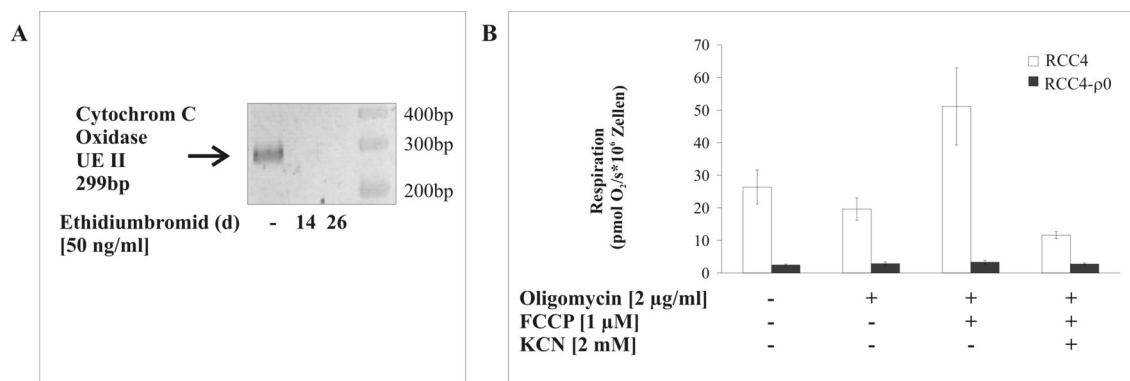 A
Cytochrom C
Oxidase
UE II
299bp
400bp
300bp
200bp
Ethidiumbromid (d) - 14 26
[50 ng/ml]
B
Respiration
(pmol O₂/s*10⁶ Zellen)
70
60
50
40
30
20
10
0
RCC4
RCC4-ρ0
Oligomycin [2 µg/ml] - + + +
FCCP [1 µM] - - + +
KCN [2 mM] - - - +